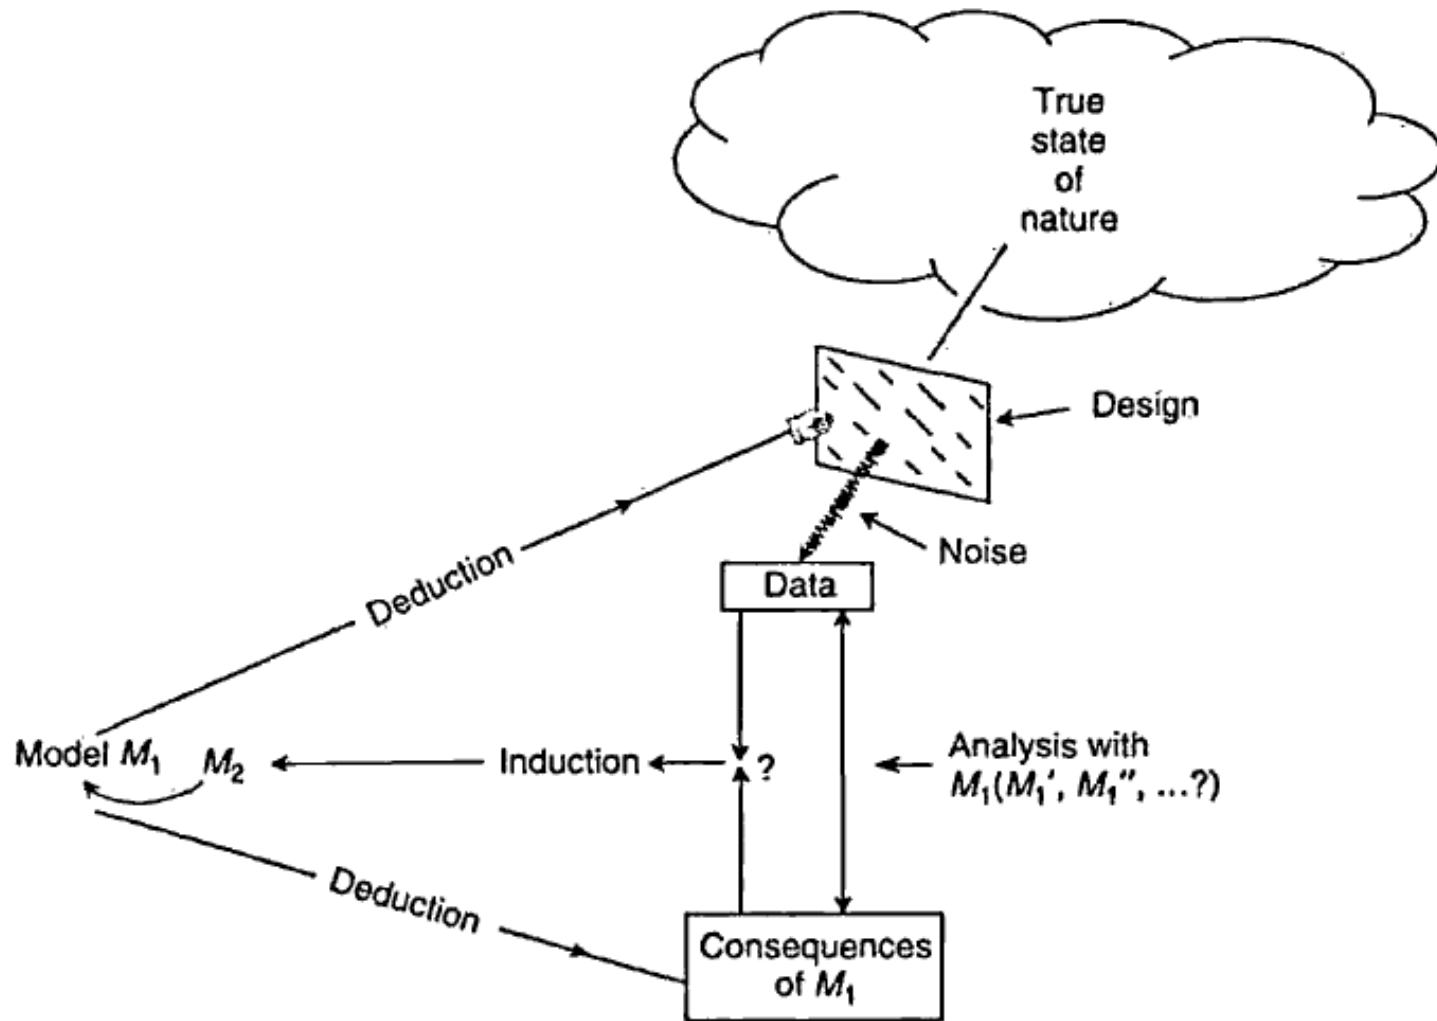 True
state
of
nature
Design
Noise
Data
Deduction
Model M₁ M₂
Induction
?
Analysis with
M₁(M₁′, M₁″, ...?)
Deduction
Consequences
of M₁